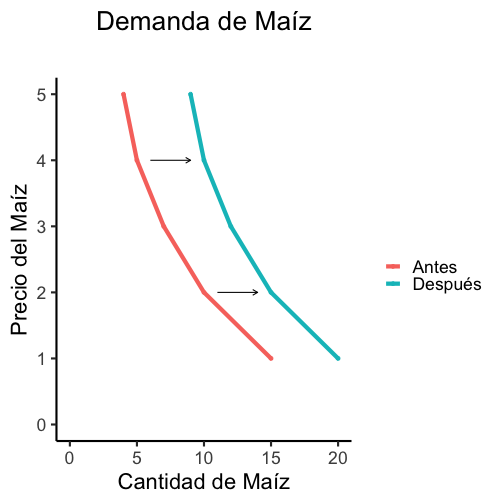 Demanda de Maíz
Precio del Maíz
5
4
3
2
1
0
0 5 10 15 20
Cantidad de Maíz
Antes
Después